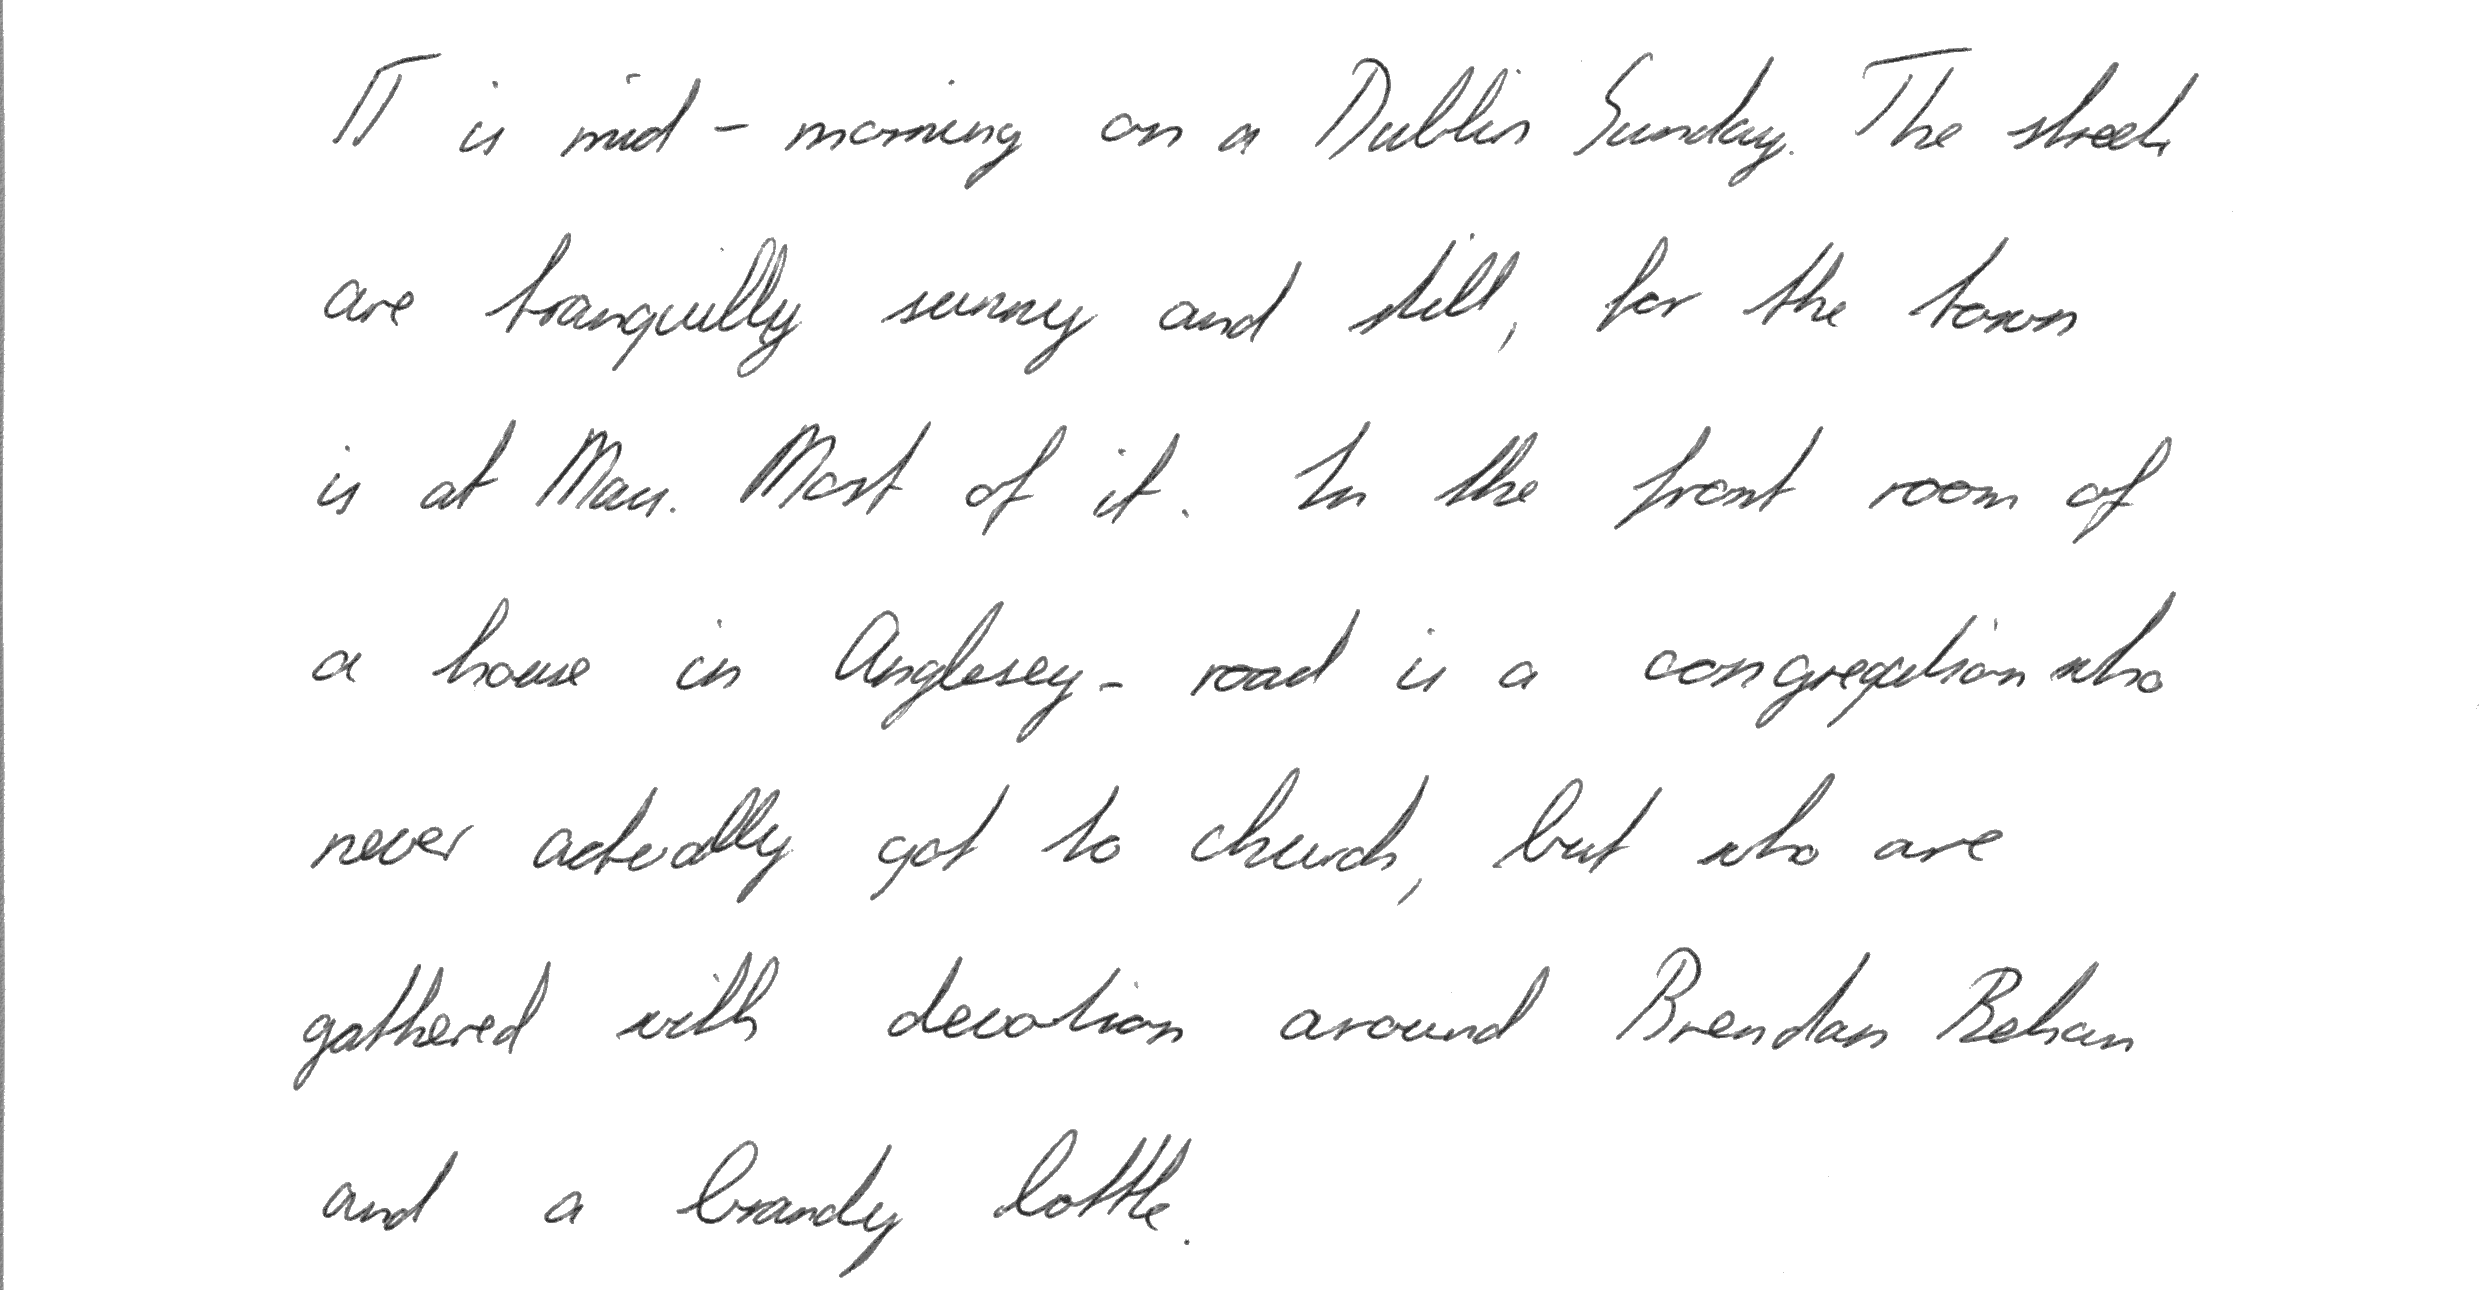 IT is mid - morning on a Dublin Sunday. The streets
are tranquilly sunny and still, for the town
is at Mass. Most of it. In the front room of
a house in Anglesey - road is a congregation who
never actually got to church, but who are
gathered with devotion around Brendan Behan
and a brandy bottle.